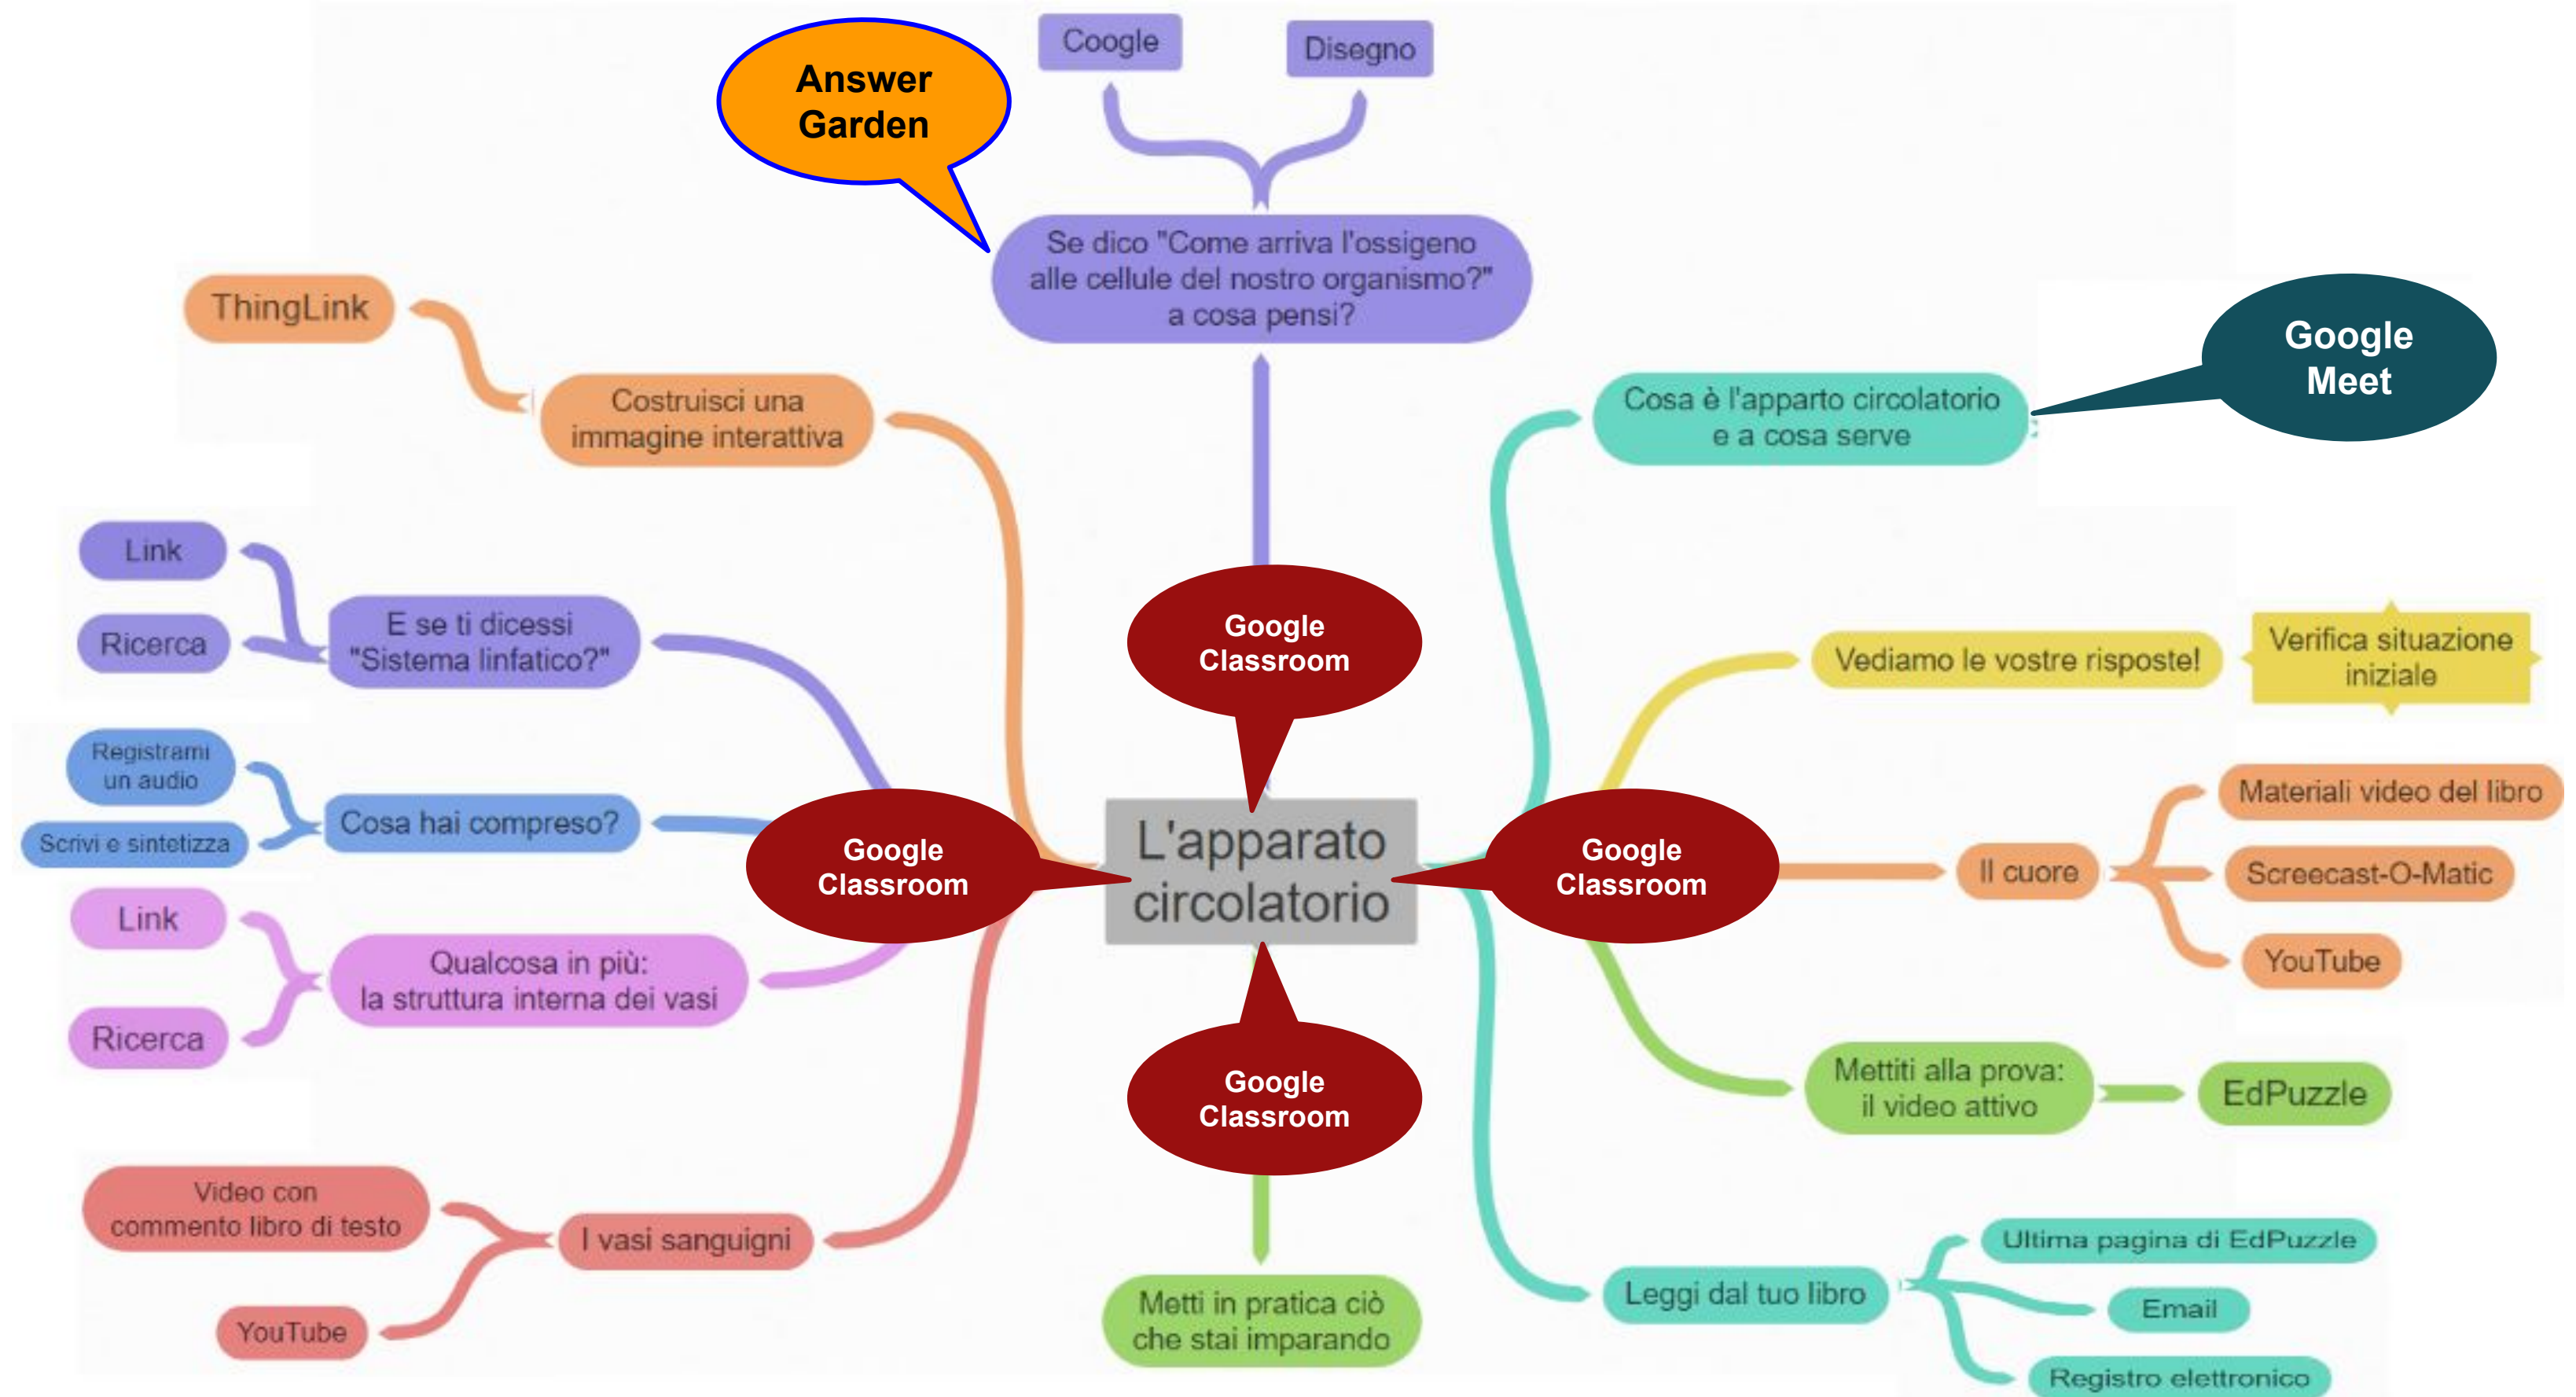 Coogle
Disegno
Answer
Garden
Se dico "Come arriva l'ossigeno
alle cellule del nostro organismo?"
a cosa pensi?
ThingLink
Costruisci una
immagine interattiva
Cosa è l'apparto circolatorio
e a cosa serve
Google
Meet
Link
Ricerca
E se ti dicessi
"Sistema linfatico?"
Google
Classroom
Vediamo le vostre risposte!
Verifica situazione
iniziale
Registrami
un audio
Scrivi e sintetizza
Cosa hai compreso?
Google
Classroom
L'apparato
circolatorio
Google
Classroom
Il cuore
Materiali video del libro
Screecast-O-Matic
YouTube
Link
Ricerca
Qualcosa in più:
la struttura interna dei vasi
Google
Classroom
Mettiti alla prova:
il video attivo
EdPuzzle
Video con
commento libro di testo
YouTube
I vasi sanguigni
Metti in pratica ciò
che stai imparando
Leggi dal tuo libro
Ultima pagina di EdPuzzle
Email
Registro elettronico